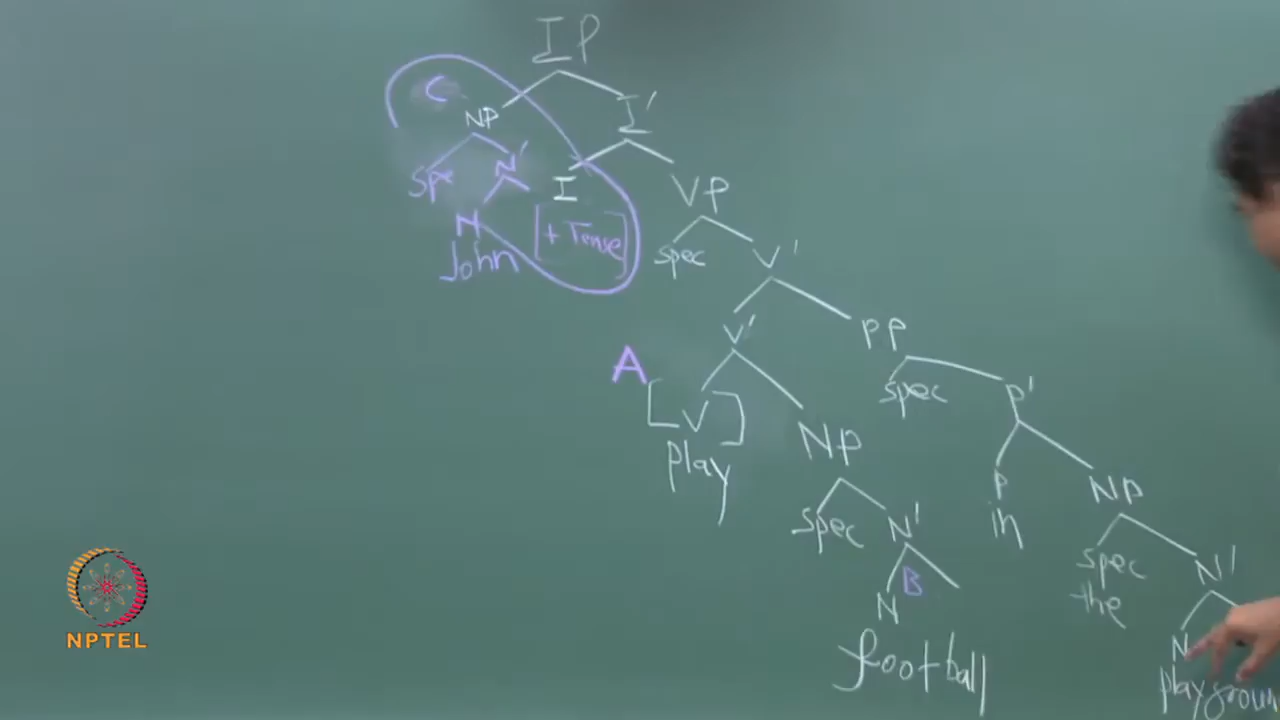 IP
C
NP I'
Spe N' I VP
N [+ Tense] spec V'
John
V' PP
A spec P'
[V] NP P NP
play spec N' in spec N'
B the
N N
football playgroun
NPTEL